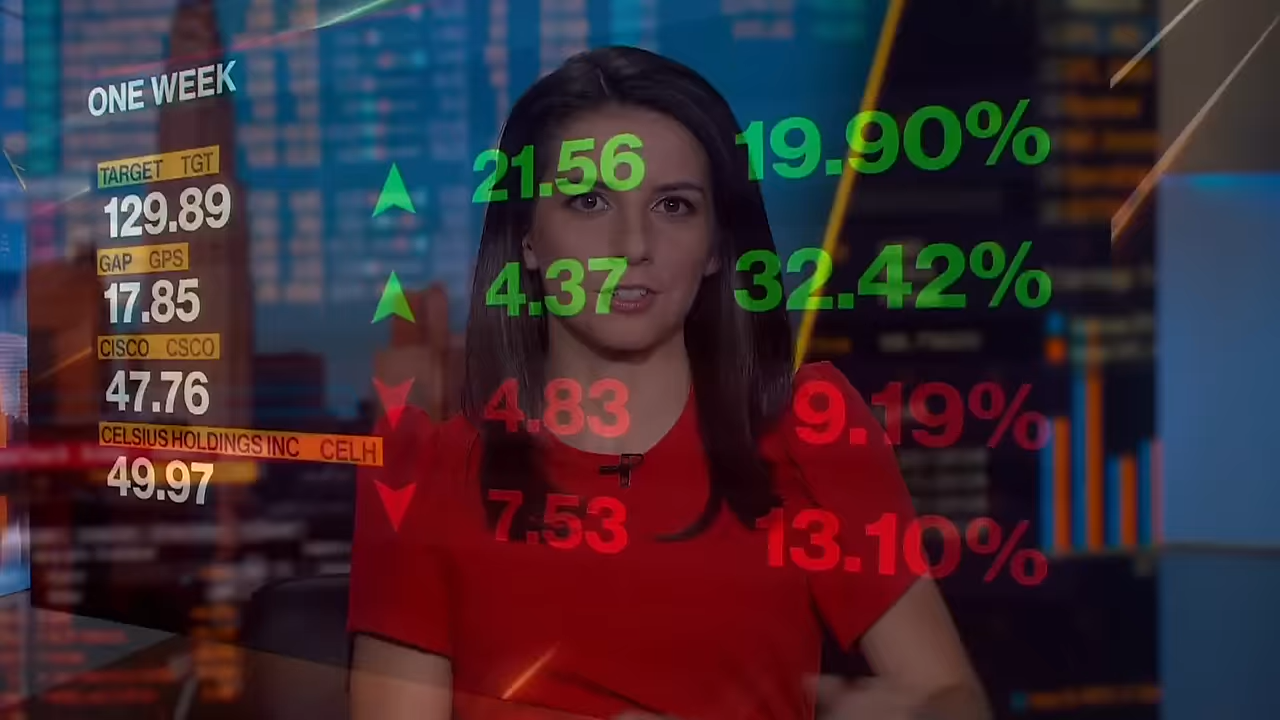 ONE WEEK
TARGET TGT
129.89 21.56 19.90%
GAP GPS
17.85 4.37 32.42%
CISCO CSCO
47.76 4.83 9.19%
CELSIUS HOLDINGS INC CELH
49.97 7.53 13.10%